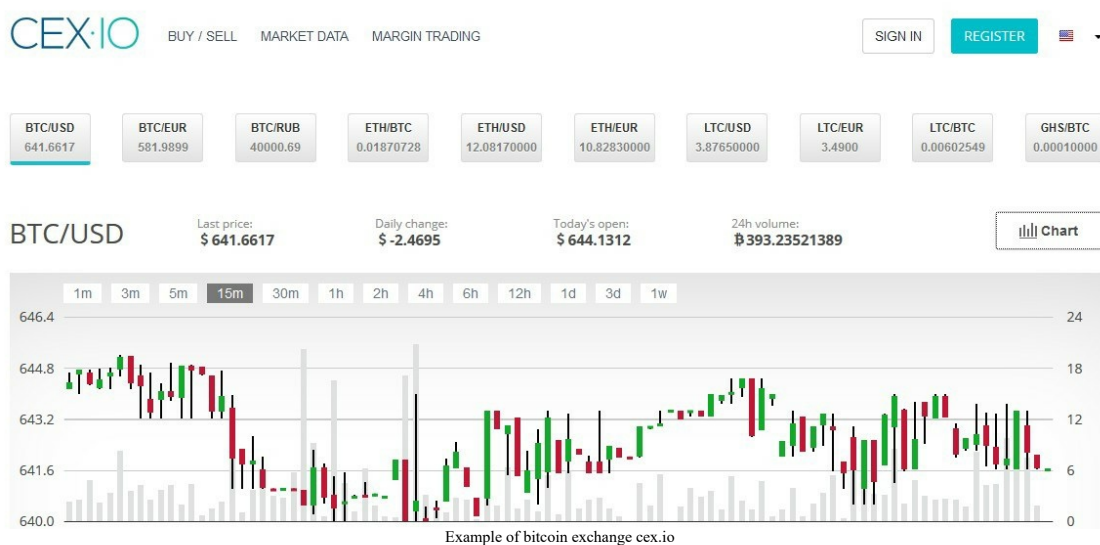 CEX·IO BUY / SELL MARKET DATA MARGIN TRADING SIGN IN REGISTER
BTC/USD BTC/EUR BTC/RUB ETH/BTC ETH/USD ETH/EUR LTC/USD LTC/EUR LTC/BTC GHS/BTC
641.6617 581.9899 40000.69 0.01870728 12.08170000 10.82830000 3.87650000 3.4900 0.00602549 0.00010000
Last price: Daily change: Today's open: 24h volume:
BTC/USD $ 641.6617 $ -2.4695 $ 644.1312 ₿ 393.23521389 Chart
1m 3m 5m 15m 30m 1h 2h 4h 6h 12h 1d 3d 1w
646.4 24
644.8 18
643.2 12
641.6 6
640.0 0
Example of bitcoin exchange cex.io